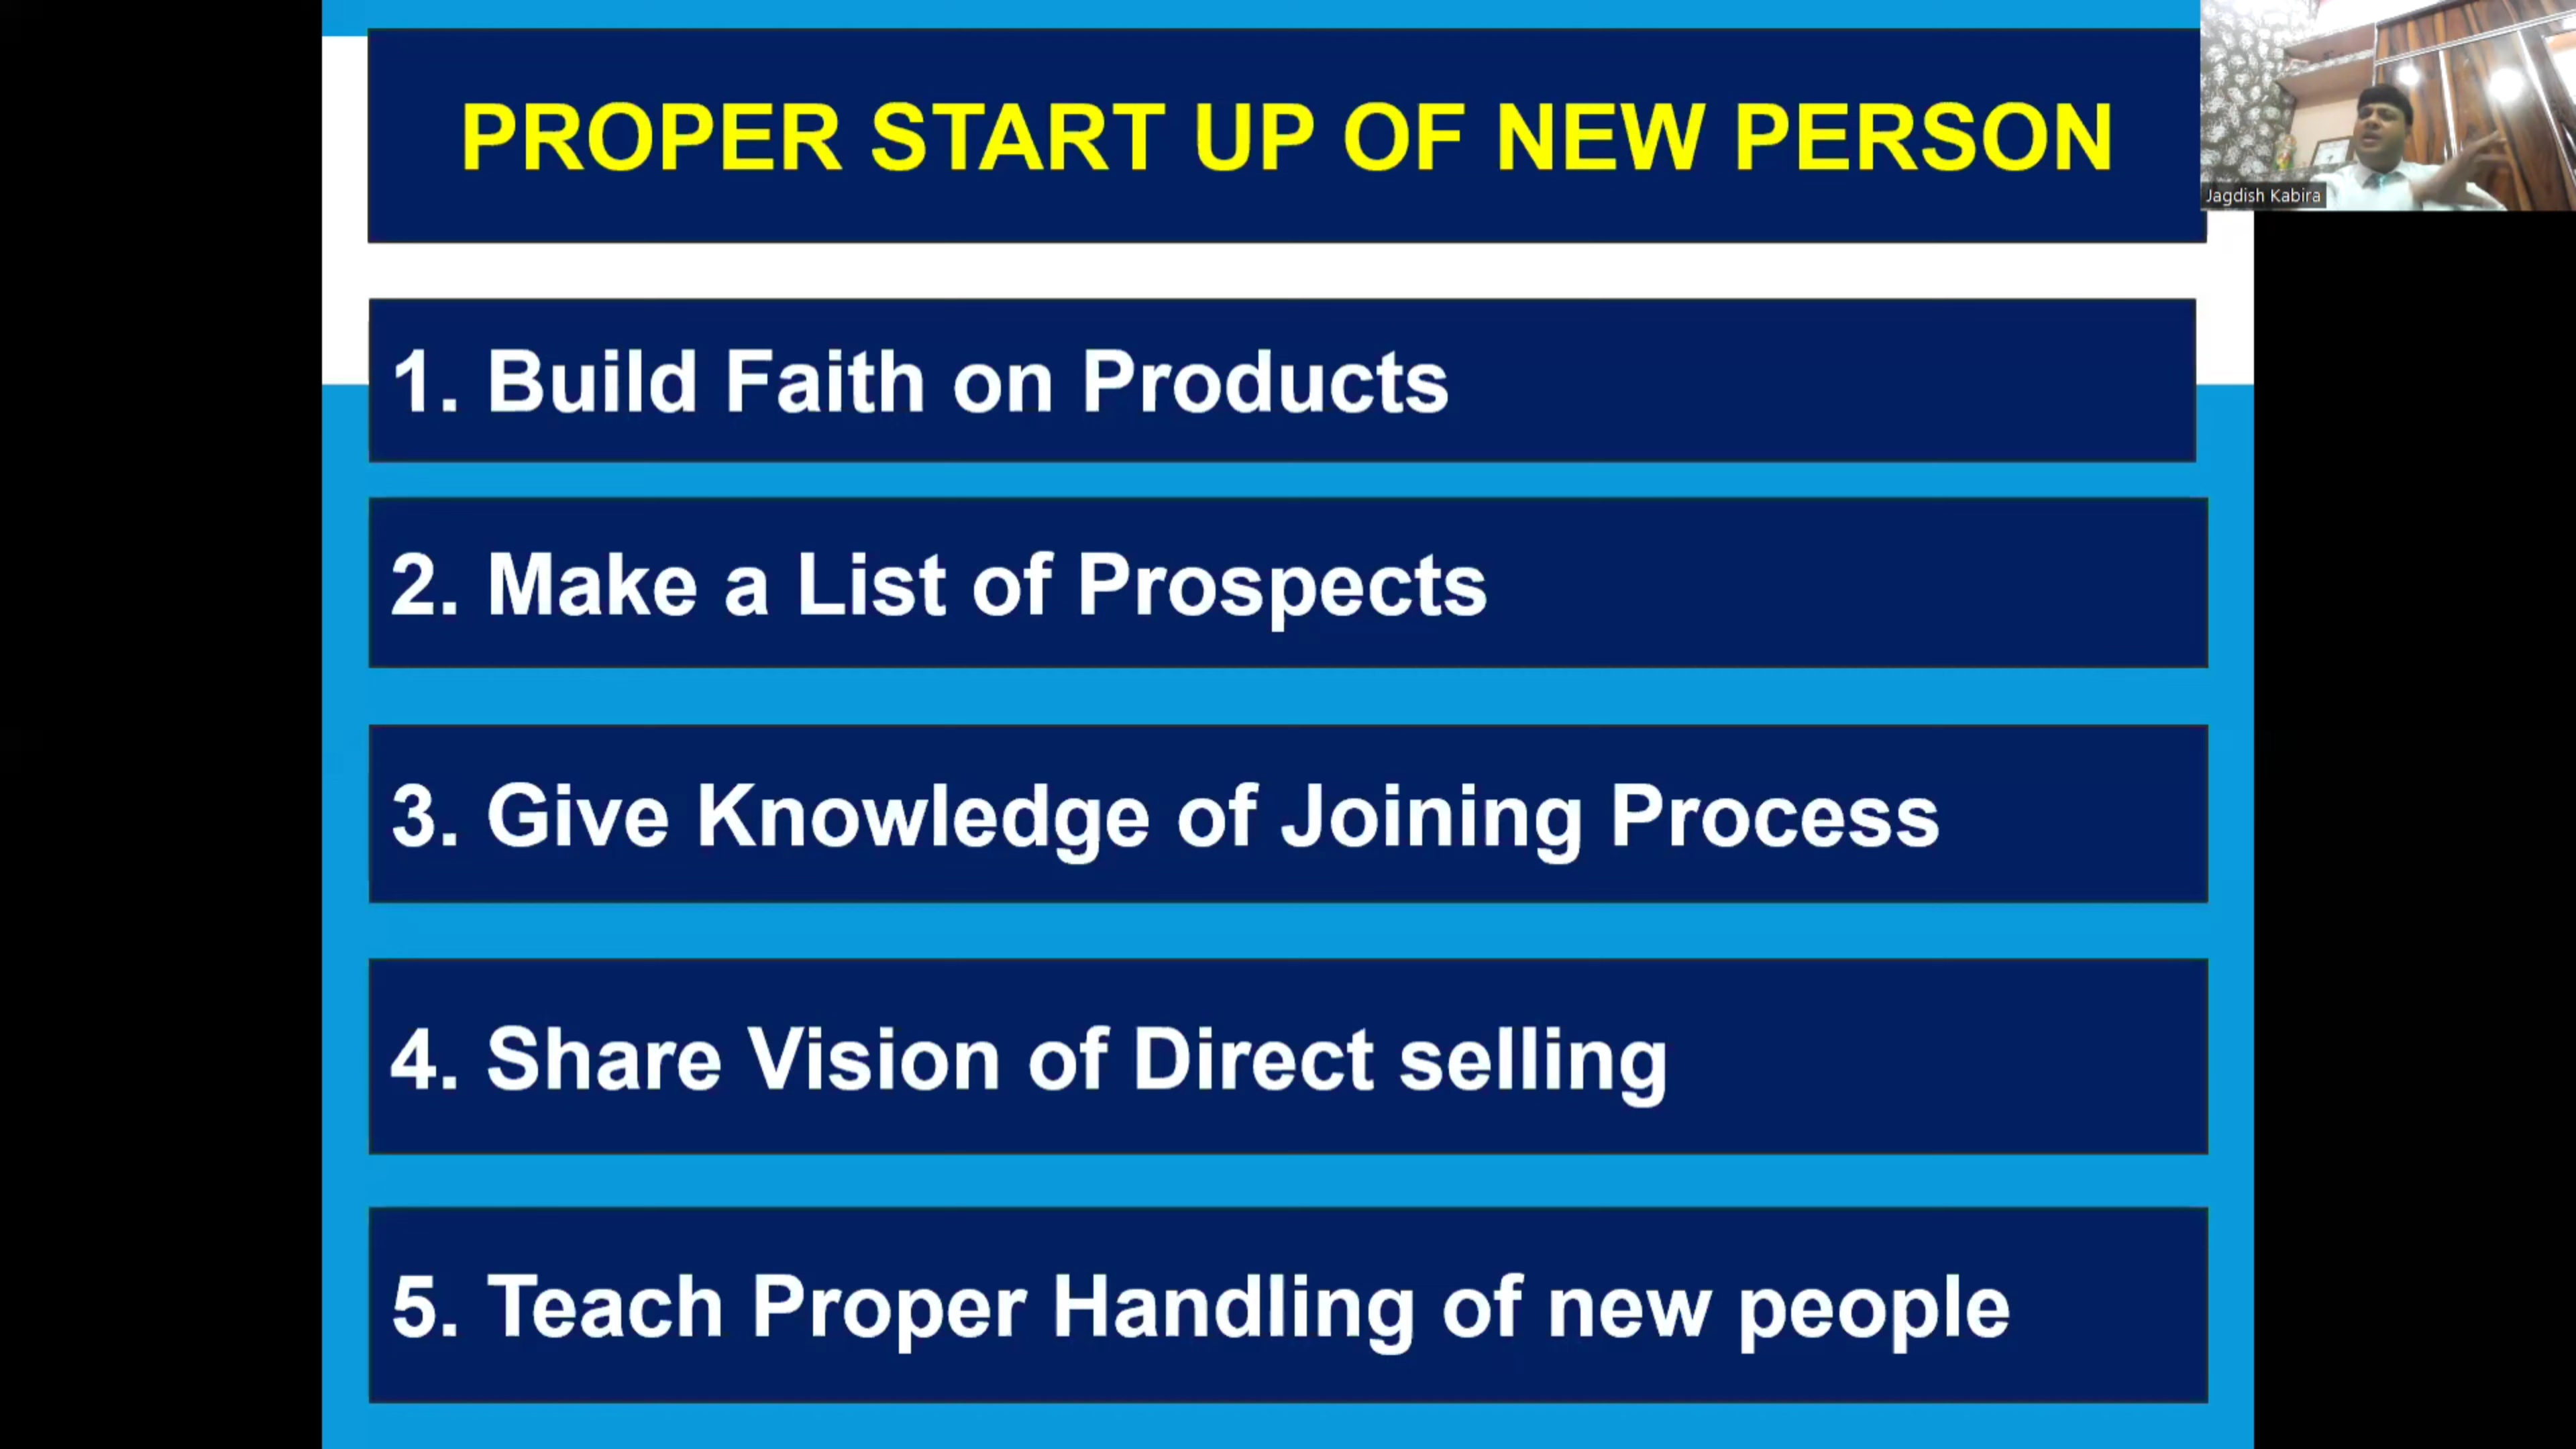 PROPER START UP OF NEW PERSON
Jagdish Kabira
1. Build Faith on Products
2. Make a List of Prospects
3. Give Knowledge of Joining Process
4. Share Vision of Direct selling
5. Teach Proper Handling of new people